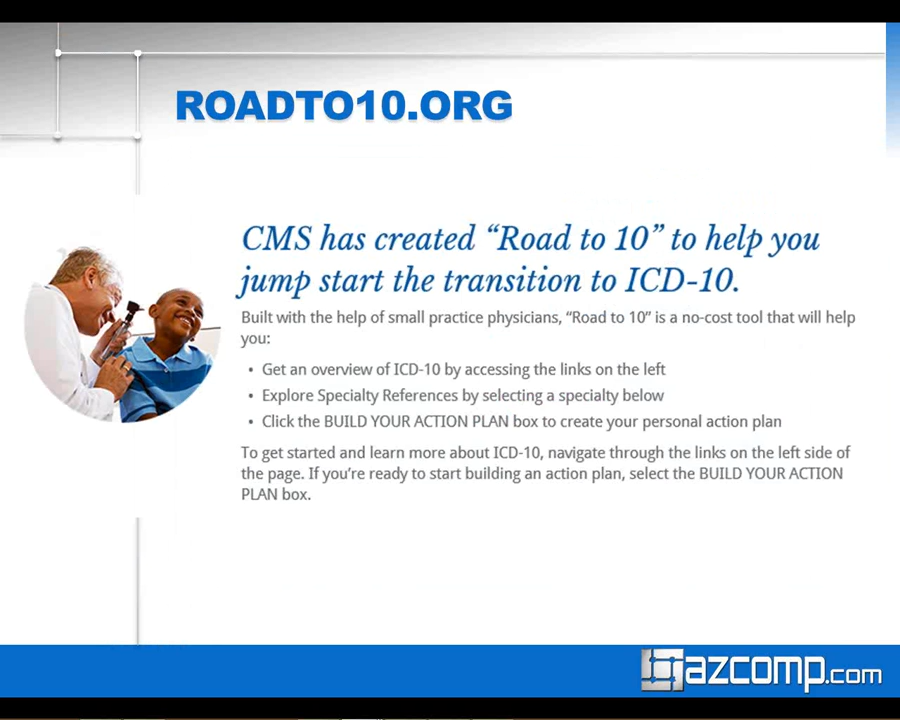 ROADTO10.ORG
CMS has created “Road to 10” to help you
jump start the transition to ICD-10.
Built with the help of small practice physicians, “Road to 10” is a no-cost tool that will help
you:
• Get an overview of ICD-10 by accessing the links on the left
• Explore Specialty References by selecting a specialty below
• Click the BUILD YOUR ACTION PLAN box to create your personal action plan
To get started and learn more about ICD-10, navigate through the links on the left side of
the page. If you’re ready to start building an action plan, select the BUILD YOUR ACTION
PLAN box.
azcomp.com